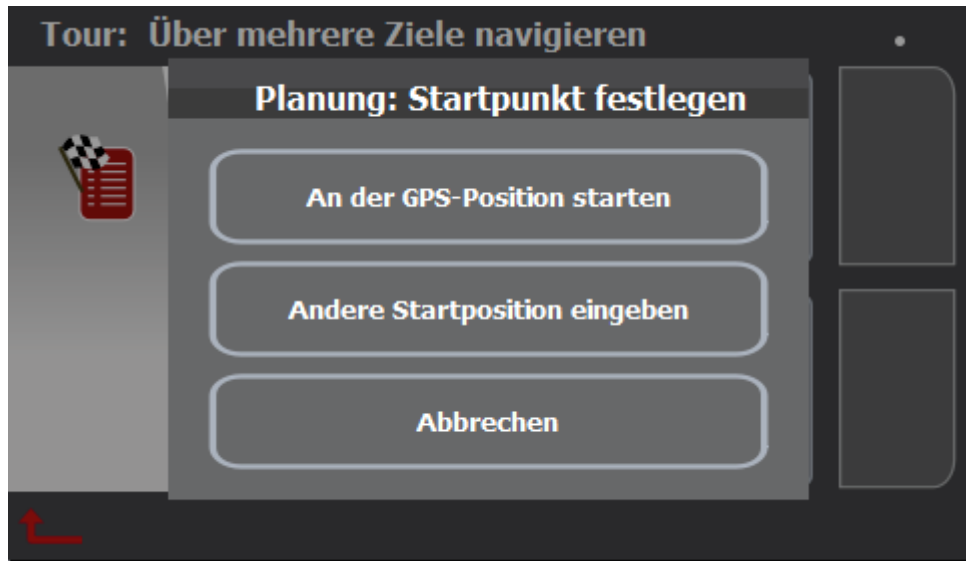 Tour: Über mehrere Ziele navigieren
Planung: Startpunkt festlegen
An der GPS-Position starten
Andere Startposition eingeben
Abbrechen